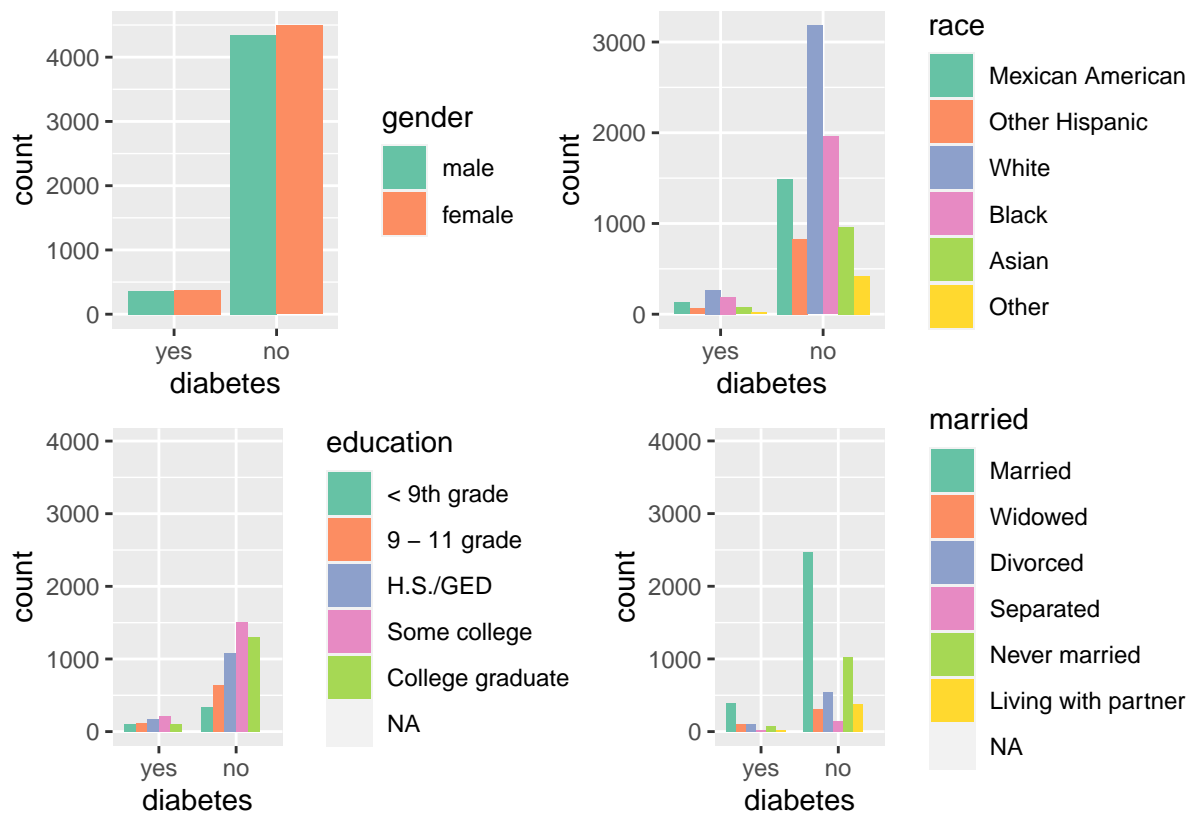 4000
3000
2000
1000
0
count
yes
no
diabetes
gender
male
female
3000
2000
1000
0
count
yes
no
diabetes
race
Mexican American
Other Hispanic
White
Black
Asian
Other
4000
3000
2000
1000
0
count
yes
no
diabetes
education
< 9th grade
9 – 11 grade
H.S./GED
Some college
College graduate
NA
4000
3000
2000
1000
0
count
yes
no
diabetes
married
Married
Widowed
Divorced
Separated
Never married
Living with partner
NA